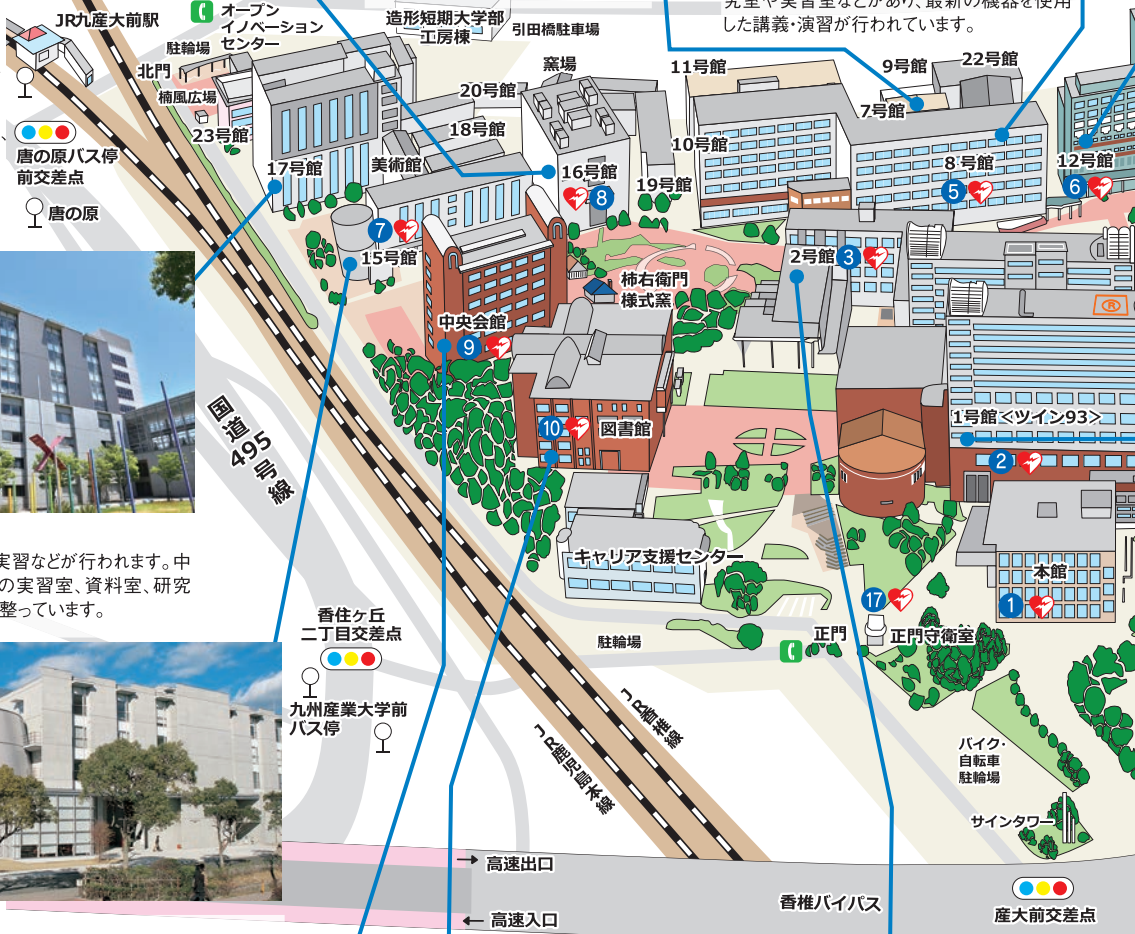 究室や実習室などがあり、最新の機器を使用
した講義・演習が行われています。
JR九産大前駅
オープン
イノベーション
センター
造形短期大学部
工房棟
引田橋駐車場
駐輪場
北門
楠風広場
窯場
11号館
9号館
22号館
20号館
7号館
23号館
18号館
10号館
唐の原バス停
前交差点
17号館
美術館
16号館
8
19号館
8号館
5
12号館
6
唐の原
7
15号館
2号館
3
柿右衛門
様式窯
R
中央会館
9
国道495号線
10
図書館
1号館<ツイン93>
2
実習などが行われます。中
の実習室、資料室、研究
整っています。
キャリア支援センター
本館
1
17
香住ヶ丘
二丁目交差点
駐輪場
正門
正門守衛室
九州産業大学前
バス停
JR香椎線
JR鹿児島本線
バイク・
自転車
駐輪場
サインタワー
→ 高速出口
← 高速入口
香椎バイパス
産大前交差点